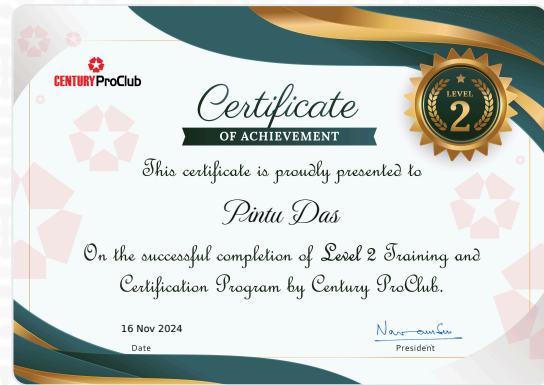 CENTURY ProClub
Certificate
OF ACHIEVEMENT
LEVEL
2
This certificate is proudly presented to
Pintu Das
On the successful completion of Level 2 Training and
Certification Program by Century ProClub.
16 Nov 2024
Date
President